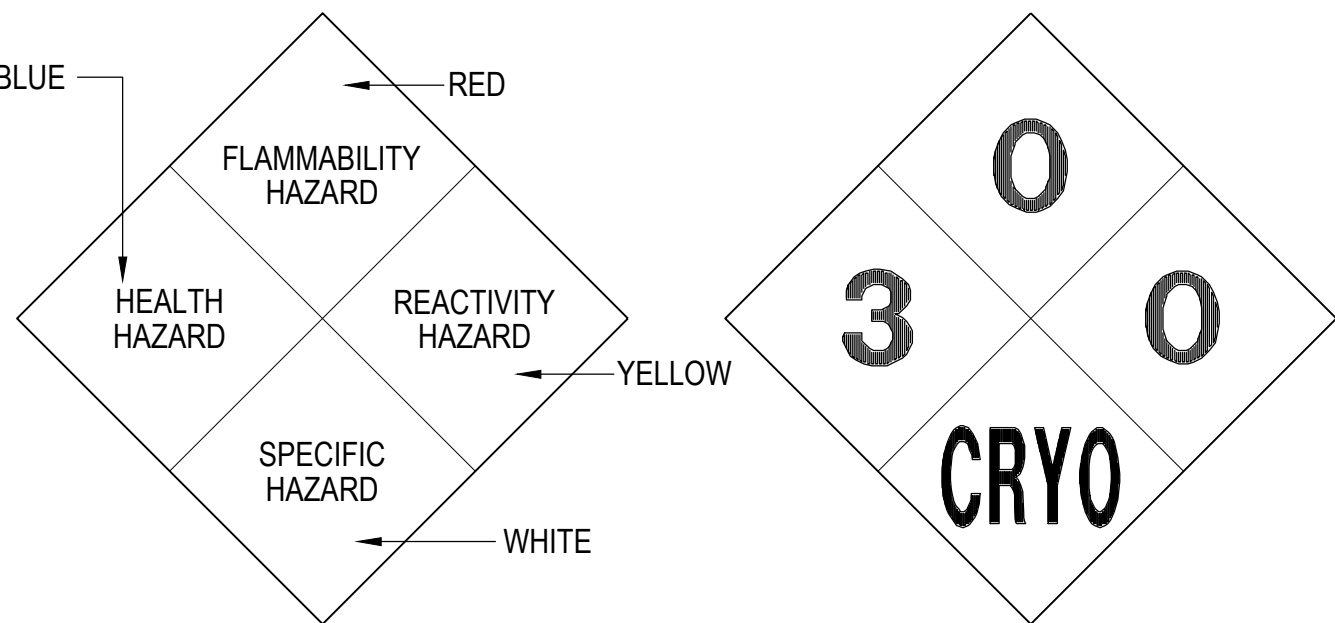 BLUE
RED
FLAMMABILITY
HAZARD
HEALTH
HAZARD
REACTIVITY
HAZARD
YELLOW
SPECIFIC
HAZARD
WHITE
0
3
0
CRYO